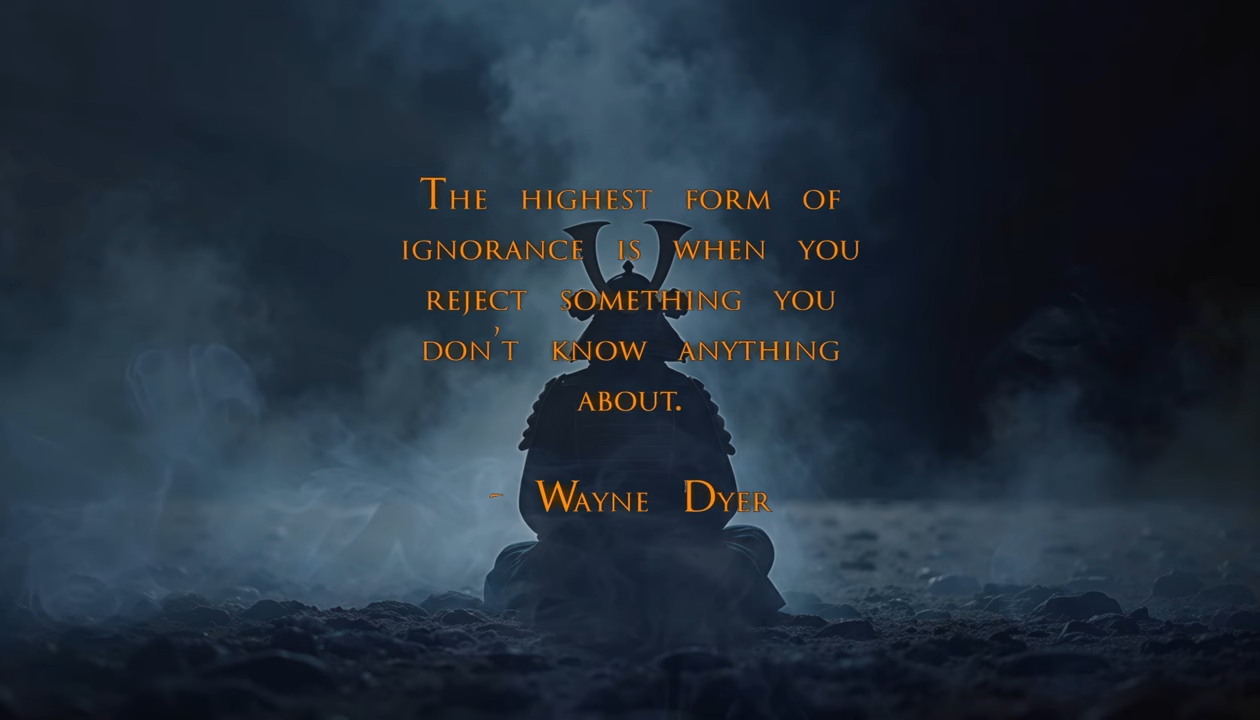 The highest form of
ignorance is when you
reject something you
don't know anything
about.
- Wayne Dyer